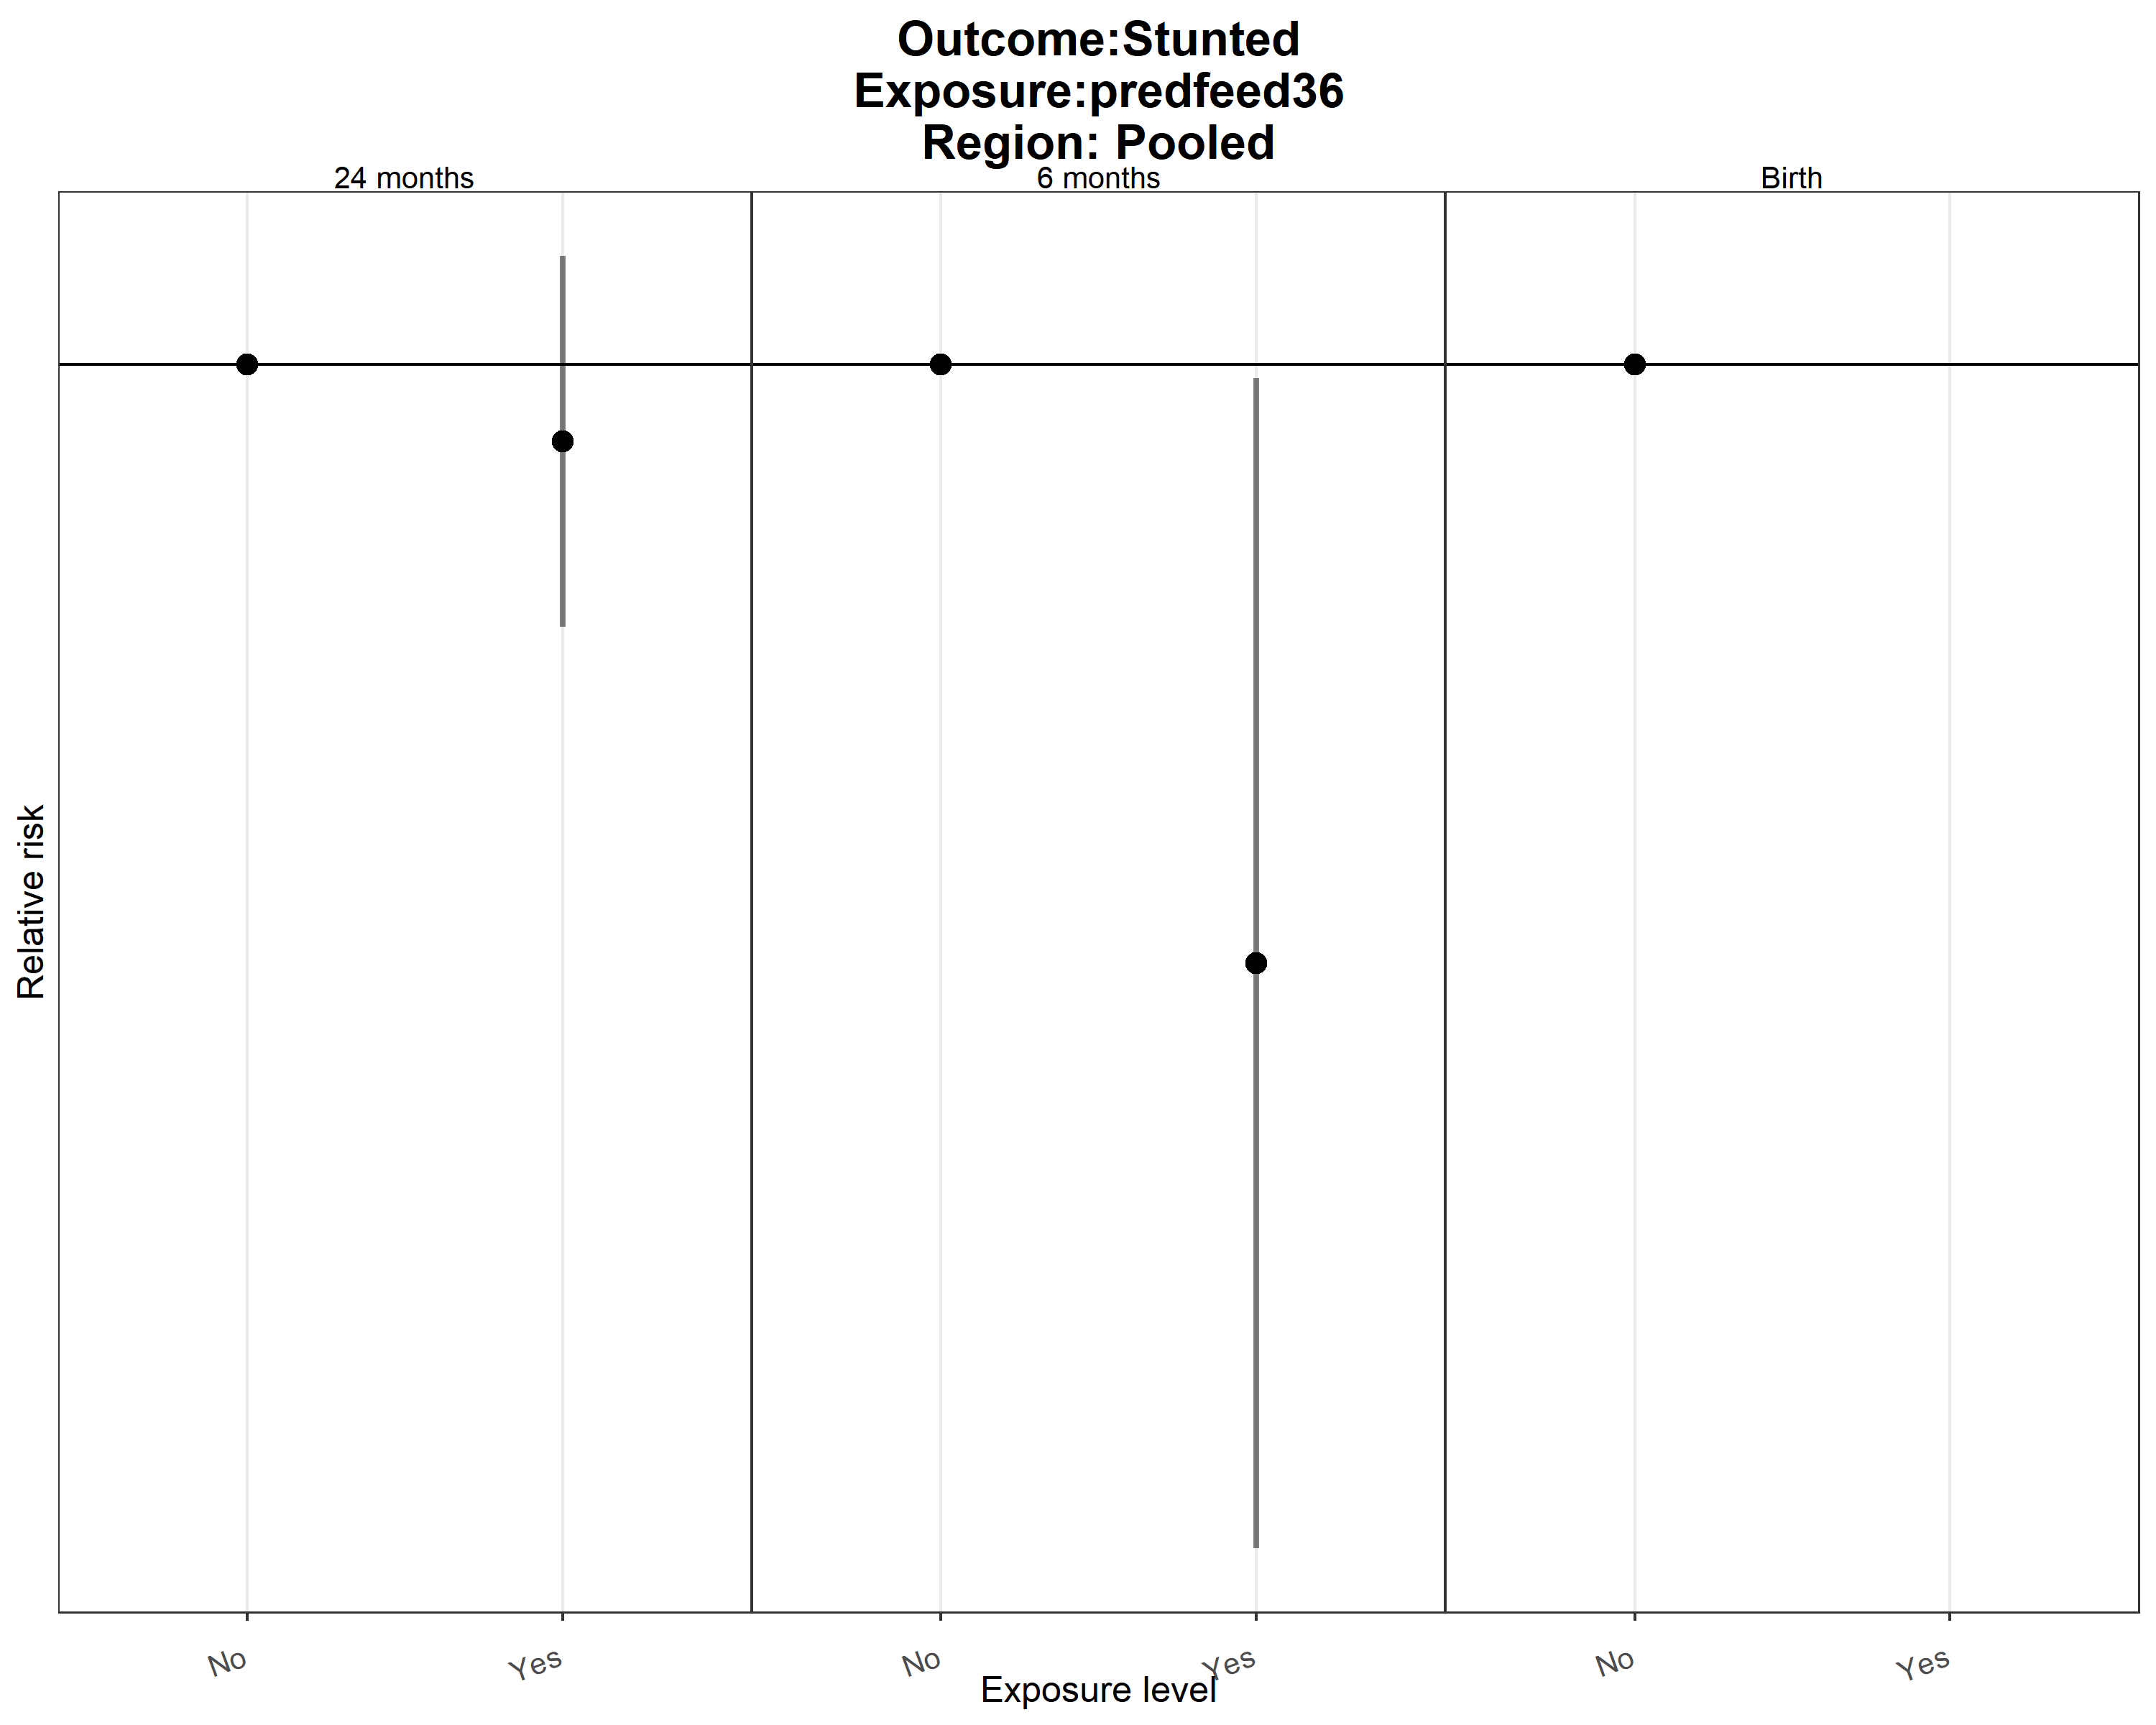 Outcome:Stunted
Exposure:predfeed36
Region: Pooled
24 months
6 months
Birth
Relative risk
No
Yes
No
Yes
No
Yes
Exposure level